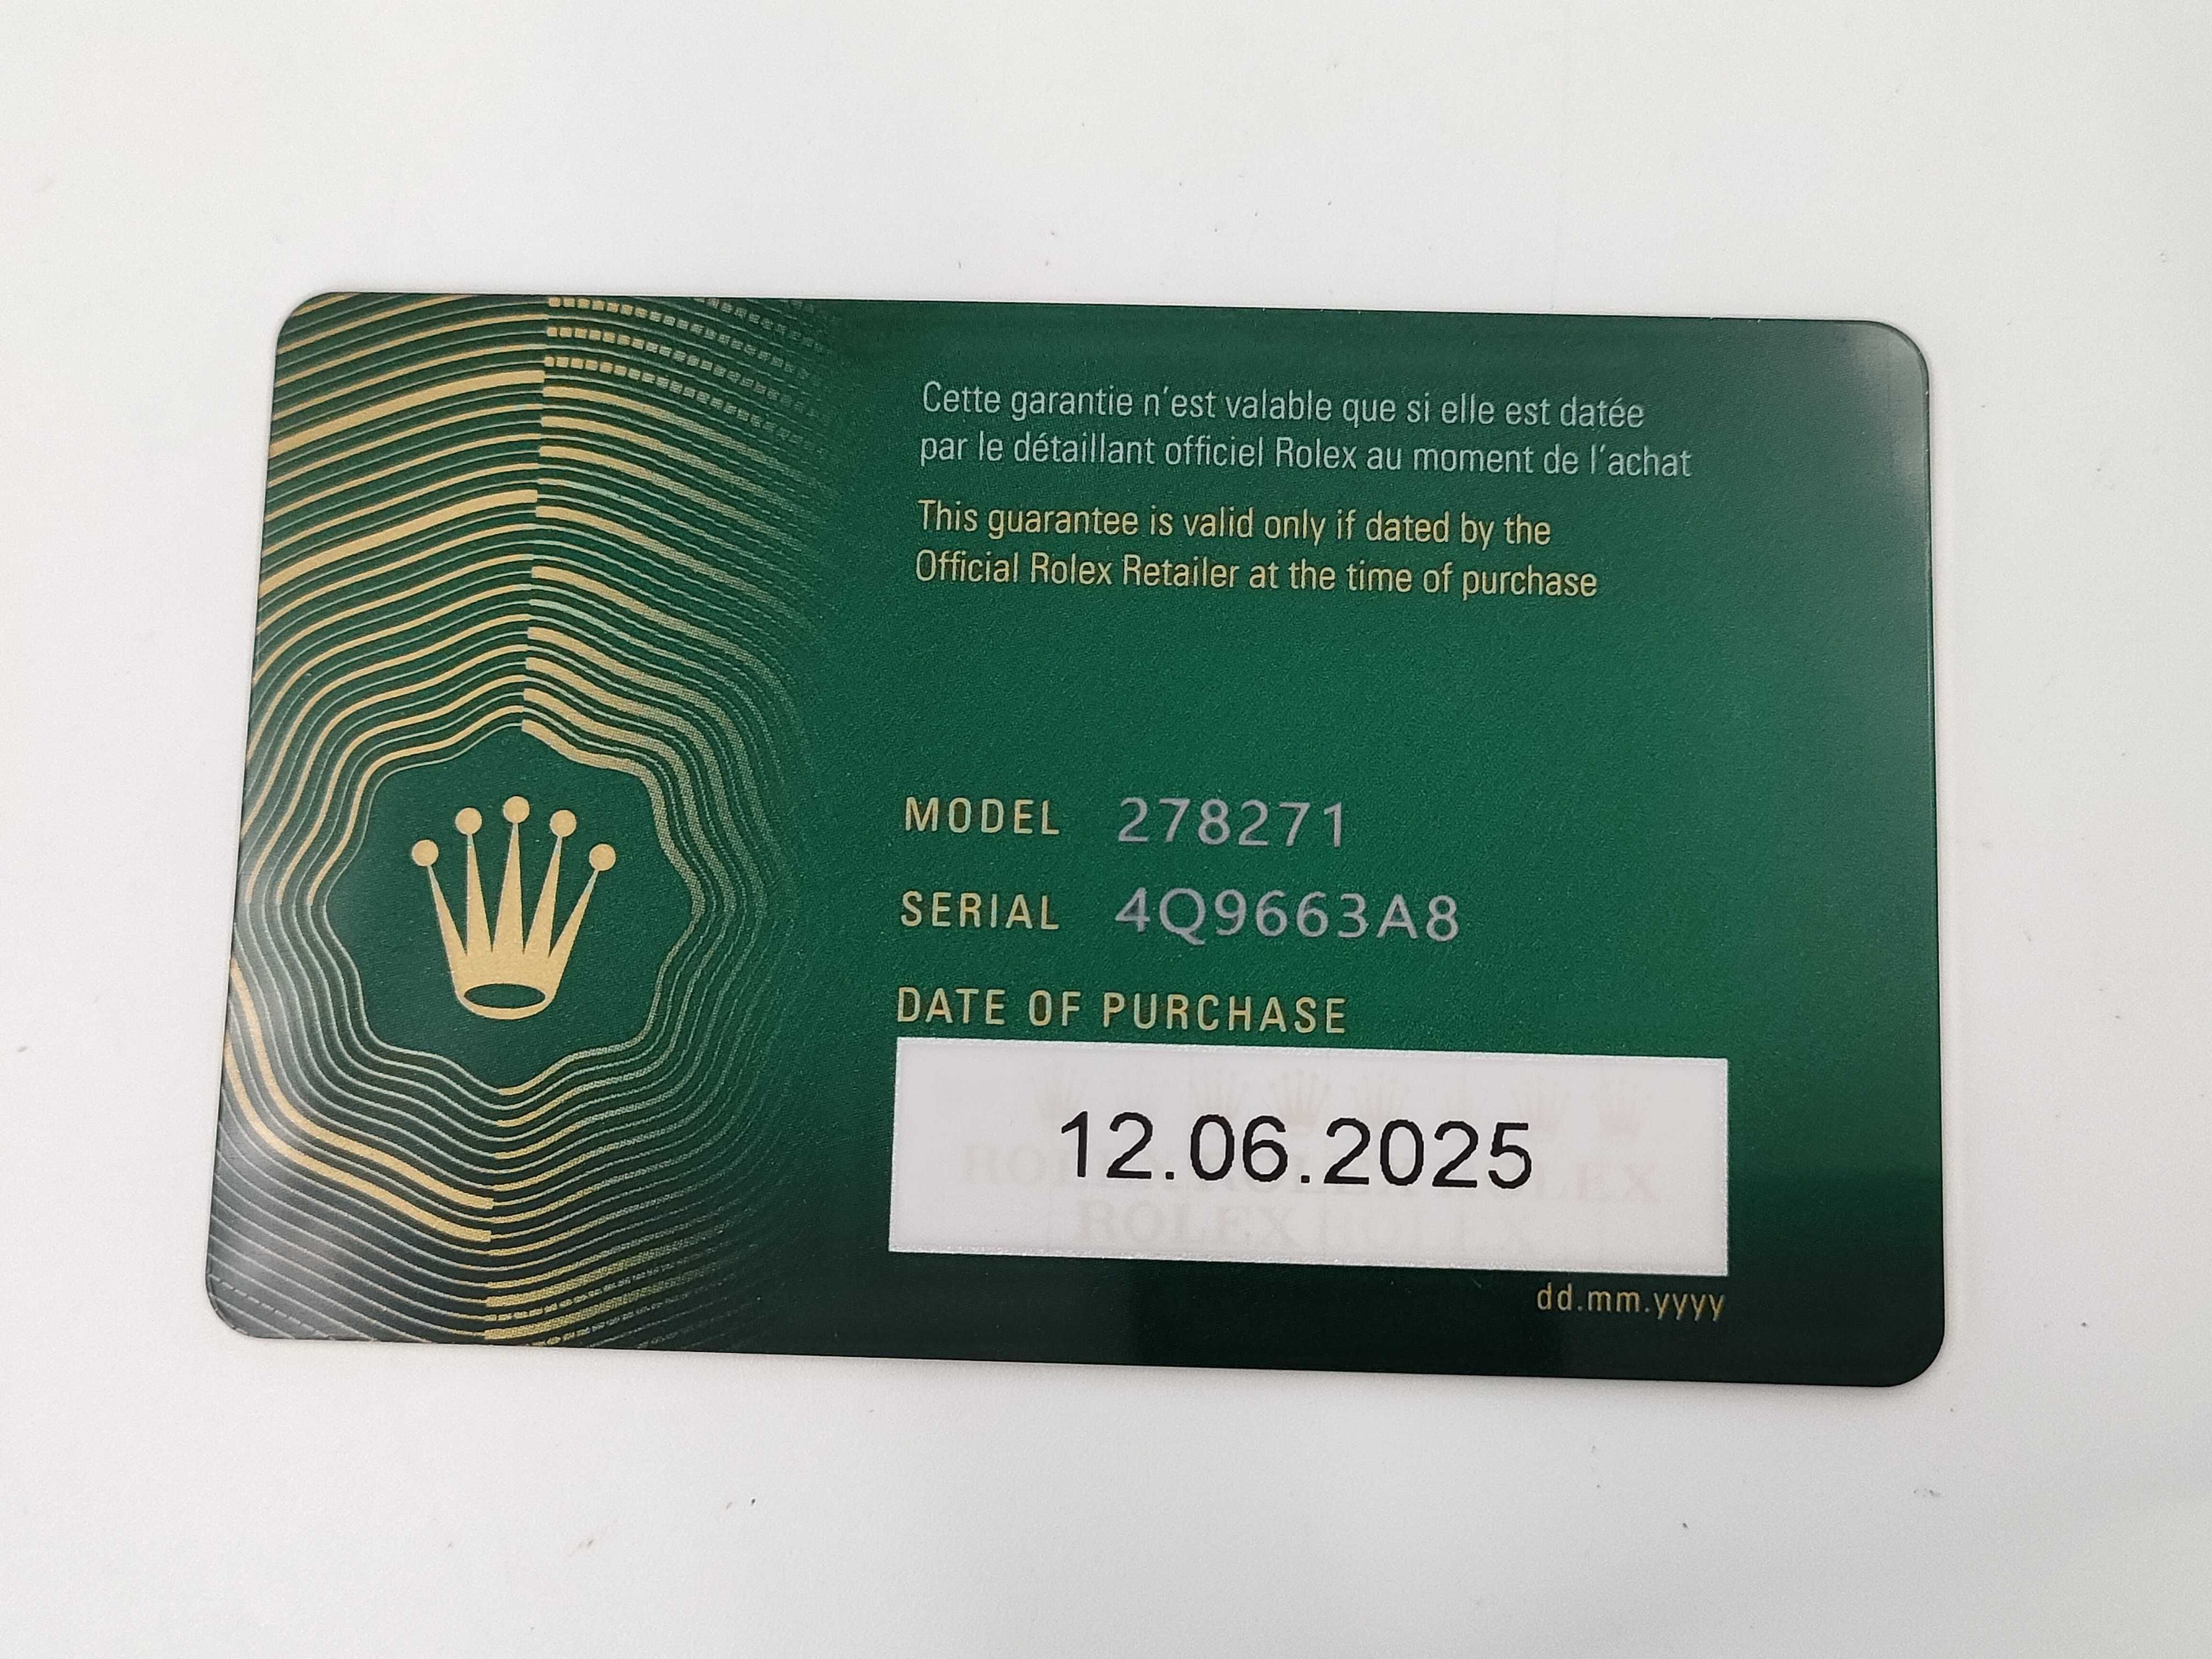 Cette garantie n'est valable que si elle est datée
par le détaillant officiel Rolex au moment de l'achat
This guarantee is valid only if dated by the
Official Rolex Retailer at the time of purchase
MODEL 278271
SERIAL 4Q9663A8
DATE OF PURCHASE
12.06.2025
ROLEX
dd.mm.yyyy